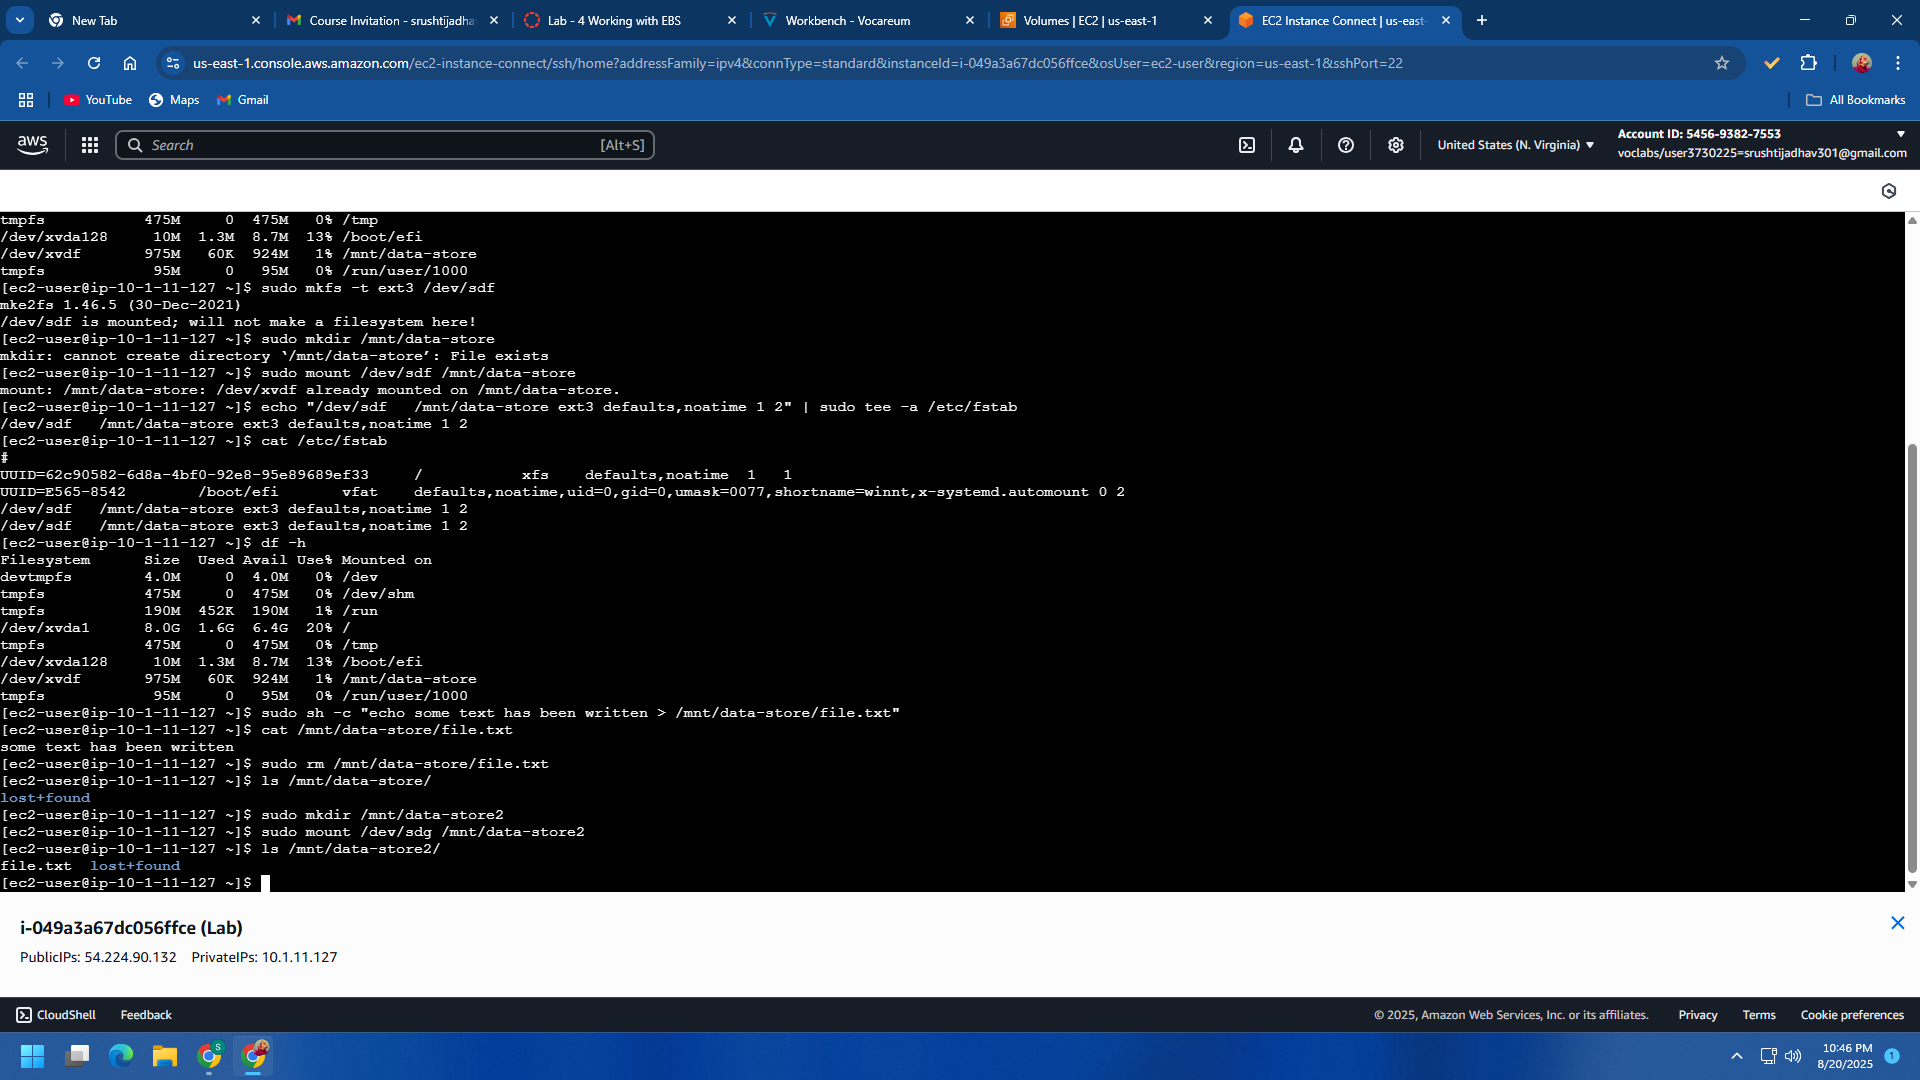 New Tab
Course Invitation - srushtijadha
Lab - 4 Working with EBS
Workbench - Vocareum
Volumes | EC2 | us-east-1
EC2 Instance Connect | us-east-
us-east-1.console.aws.amazon.com/ec2-instance-connect/ssh/home?addressFamily=ipv4&connType=standard&instanceId=i-049a3a67dc056ffce&osUser=ec2-user&region=us-east-1&sshPort=22
YouTube
Maps
Gmail
All Bookmarks
aws
Search
[Alt+S]
United States (N. Virginia)
Account ID: 5456-9382-7553
voclabs/user3730225=srushtijadhav301@gmail.com
tmpfs           475M     0  475M   0% /tmp
/dev/xvda128     10M  1.3M  8.7M  13% /boot/efi
/dev/xvdf       975M   60K  924M   1% /mnt/data-store
tmpfs            95M     0   95M   0% /run/user/1000
[ec2-user@ip-10-1-11-127 ~]$ sudo mkfs -t ext3 /dev/sdf
mke2fs 1.46.5 (30-Dec-2021)
/dev/sdf is mounted; will not make a filesystem here!
[ec2-user@ip-10-1-11-127 ~]$ sudo mkdir /mnt/data-store
mkdir: cannot create directory ‘/mnt/data-store’: File exists
[ec2-user@ip-10-1-11-127 ~]$ sudo mount /dev/sdf /mnt/data-store
mount: /mnt/data-store: /dev/xvdf already mounted on /mnt/data-store.
[ec2-user@ip-10-1-11-127 ~]$ echo "/dev/sdf   /mnt/data-store ext3 defaults,noatime 1 2" | sudo tee -a /etc/fstab
/dev/sdf   /mnt/data-store ext3 defaults,noatime 1 2
[ec2-user@ip-10-1-11-127 ~]$ cat /etc/fstab
#
UUID=62c90582-6d8a-4bf0-92e8-95e89689ef33     /           xfs    defaults,noatime  1   1
UUID=E565-8542        /boot/efi       vfat    defaults,noatime,uid=0,gid=0,umask=0077,shortname=winnt,x-systemd.automount 0 2
/dev/sdf   /mnt/data-store ext3 defaults,noatime 1 2
/dev/sdf   /mnt/data-store ext3 defaults,noatime 1 2
[ec2-user@ip-10-1-11-127 ~]$ df -h
Filesystem      Size  Used Avail Use% Mounted on
devtmpfs        4.0M     0  4.0M   0% /dev
tmpfs           475M     0  475M   0% /dev/shm
tmpfs           190M  452K  190M   1% /run
/dev/xvda1      8.0G  1.6G  6.4G  20% /
tmpfs           475M     0  475M   0% /tmp
/dev/xvda128     10M  1.3M  8.7M  13% /boot/efi
/dev/xvdf       975M   60K  924M   1% /mnt/data-store
tmpfs            95M     0   95M   0% /run/user/1000
[ec2-user@ip-10-1-11-127 ~]$ sudo sh -c "echo some text has been written > /mnt/data-store/file.txt"
[ec2-user@ip-10-1-11-127 ~]$ cat /mnt/data-store/file.txt
some text has been written
[ec2-user@ip-10-1-11-127 ~]$ sudo rm /mnt/data-store/file.txt
[ec2-user@ip-10-1-11-127 ~]$ ls /mnt/data-store/
lost+found
[ec2-user@ip-10-1-11-127 ~]$ sudo mkdir /mnt/data-store2
[ec2-user@ip-10-1-11-127 ~]$ sudo mount /dev/sdg /mnt/data-store2
[ec2-user@ip-10-1-11-127 ~]$ ls /mnt/data-store2/
file.txt  lost+found
[ec2-user@ip-10-1-11-127 ~]$
i-049a3a67dc056ffce (Lab)
PublicIPs: 54.224.90.132 PrivateIPs: 10.1.11.127
CloudShell
Feedback
© 2025, Amazon Web Services, Inc. or its affiliates.
Privacy
Terms
Cookie preferences
S
10:46 PM
8/20/2025
1